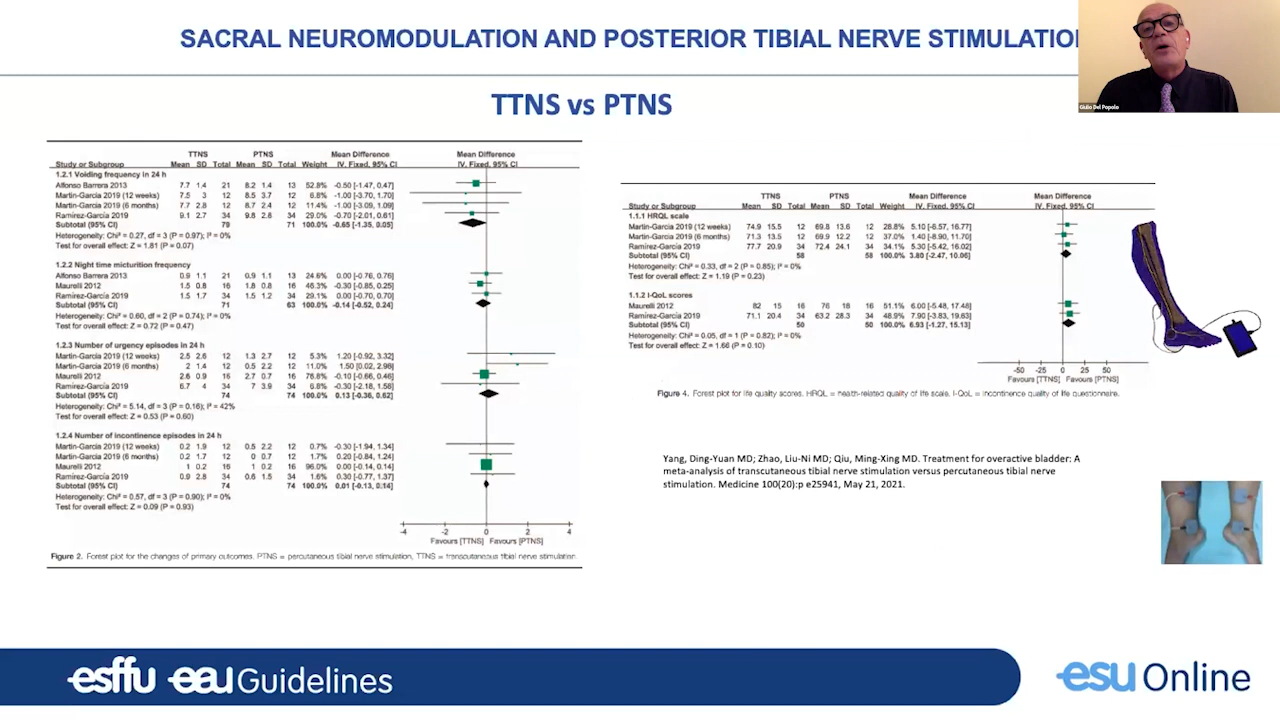 SACRAL NEUROMODULATION AND POSTERIOR TIBIAL NERVE STIMULATION
Giulio Del Popolo
TTNS vs PTNS
TTNS PTNS Mean Difference Mean Difference
Study or Subgroup Mean SD Total Mean SD Total Weight IV. Fixed, 95% CI IV. Fixed, 95% CI
1.2.1 Voiding frequency in 24 h
Alfonso Barrera 2013 7.7 1.4 21 8.2 1.4 13 52.8% -0.50 [-1.47, 0.47]
Martin-Garcia 2019 (12 weeks) 7.5 3 12 8.5 3.7 12 6.8% -1.00 [-3.70, 1.70]
Martin-Garcia 2019 (6 months) 7.7 2.8 12 8.7 2.4 12 11.4% -1.00 [-3.09, 1.09]
Ramírez-García 2019 9.1 2.7 34 9.8 2.8 34 29.0% -0.70 [-2.01, 0.61]
Subtotal (95% CI) 79 71 100.0% -0.65 [-1.35, 0.05]
Heterogeneity: Chi² = 0.27, df = 3 (P = 0.97); I² = 0%
Test for overall effect: Z = 1.81 (P = 0.07)
1.2.2 Night time micturition frequency
Alfonso Barrera 2013 0.9 1.1 21 0.9 1.1 13 24.6% 0.00 [-0.76, 0.76]
Maurelli 2012 1.5 0.8 16 1.8 0.8 16 46.3% -0.30 [-0.85, 0.25]
Ramirez-Garcia 2019 1.5 1.7 34 1.5 1.2 34 29.1% 0.00 [-0.70, 0.70]
Subtotal (95% CI) 71 63 100.0% -0.14 [-0.52, 0.24]
Heterogeneity: Chi² = 0.60, df = 2 (P = 0.74); I² = 0%
Test for overall effect: Z = 0.72 (P = 0.47)
1.2.3 Number of urgency episodes in 24 h
Martin-Garcia 2019 (12 weeks) 2.5 2.6 12 1.3 2.7 12 5.3% 1.20 [-0.92, 3.32]
Martin-Garcia 2019 (6 months) 2 1.4 12 0.5 2.2 12 11.0% 1.50 [0.02, 2.98]
Maurelli 2012 2.6 0.9 16 2.7 0.7 16 76.8% -0.10 [-0.66, 0.46]
Ramirez-Garcia 2019 6.7 4 34 7 3.9 34 6.8% -0.30 [-2.18, 1.58]
Subtotal (95% CI) 74 74 100.0% 0.13 [-0.36, 0.62]
Heterogeneity: Chi² = 5.14, df = 3 (P = 0.16); I² = 42%
Test for overall effect: Z = 0.53 (P = 0.60)
1.2.4 Number of incontinence episodes in 24 h
Martin-Garcia 2019 (12 weeks) 0.2 1.9 12 0.5 2.2 12 0.7% -0.30 [-1.94, 1.34]
Martin-Garcia 2019 (6 months) 0.2 1.7 12 0 0.7 12 1.7% 0.20 [-0.84, 1.24]
Maurelli 2012 1 0.2 16 1 0.2 16 96.0% 0.00 [-0.14, 0.14]
Ramirez-Garcia 2019 0.9 2.8 34 0.6 1.5 34 1.6% 0.30 [-0.77, 1.37]
Subtotal (95% CI) 74 74 100.0% 0.01 [-0.13, 0.14]
Heterogeneity: Chi² = 0.57, df = 3 (P = 0.90); I² = 0%
Test for overall effect: Z = 0.09 (P = 0.93)
-4 -2 0 2 4
Favours [TTNS] Favours [PTNS]
Figure 2. Forest plot for the changes of primary outcomes. PTNS = percutaneous tibial nerve stimulation, TTNS = transcutaneous tibial nerve stimulation.
TTNS PTNS Mean Difference Mean Difference
Study or Subgroup Mean SD Total Mean SD Total Weight IV. Fixed, 95% CI IV. Fixed, 95% CI
1.1.1 HRQL scale
Martin-Garcia 2019 (12 weeks) 74.9 15.5 12 69.8 13.6 12 28.8% 5.10 [-6.57, 16.77]
Martin-Garcia 2019 (6 months) 71.3 13.5 12 69.9 12.2 12 37.0% 1.40 [-8.90, 11.70]
Ramirez-Garcia 2019 77.7 20.9 34 72.4 24.1 34 34.1% 5.30 [-5.42, 16.02]
Subtotal (95% CI) 58 58 100.0% 3.80 [-2.47, 10.06]
Heterogeneity: Chi² = 0.33, df = 2 (P = 0.85); I² = 0%
Test for overall effect: Z = 1.19 (P = 0.23)
1.1.2 I-QoL scores
Maurelli 2012 82 15 16 76 18 16 51.1% 6.00 [-5.48, 17.48]
Ramirez-Garcia 2019 71.1 20.4 34 63.2 28.3 34 48.9% 7.90 [-3.83, 19.63]
Subtotal (95% CI) 50 50 100.0% 6.93 [-1.27, 15.13]
Heterogeneity: Chi² = 0.05, df = 1 (P = 0.82); I² = 0%
Test for overall effect: Z = 1.66 (P = 0.10)
-50 -25 0 25 50
Favours [TTNS] Favours [PTNS]
Figure 4. Forest plot for life quality scores. HRQL = health-related quality of life scale, I-QoL = incontinence quality of life questionnaire.
Yang, Ding-Yuan MD; Zhao, Liu-Ni MD; Qiu, Ming-Xing MD. Treatment for overactive bladder: A
meta-analysis of transcutaneous tibial nerve stimulation versus percutaneous tibial nerve
stimulation. Medicine 100(20):p e25941, May 21, 2021.
esffu eau Guidelines
esu Online